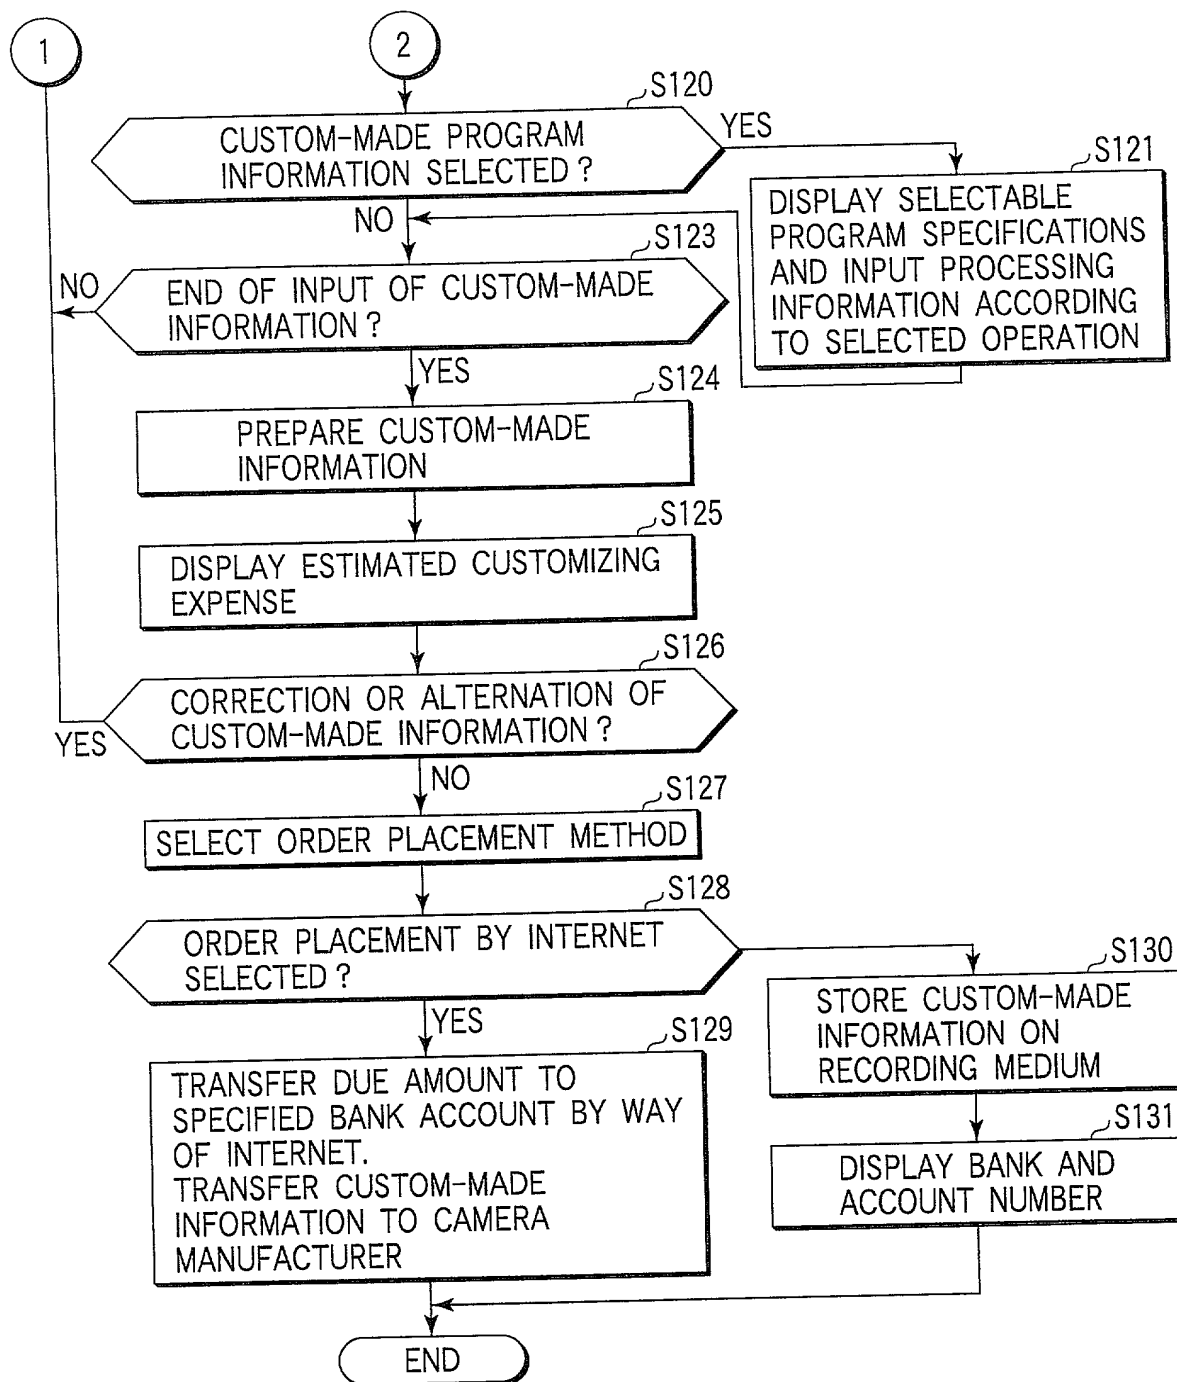 1
2
S120
CUSTOM-MADE PROGRAM
INFORMATION SELECTED?
YES
NO
S121
DISPLAY SELECTABLE
PROGRAM SPECIFICATIONS
AND INPUT PROCESSING
INFORMATION ACCORDING
TO SELECTED OPERATION
S123
END OF INPUT OF CUSTOM-MADE
INFORMATION?
NO
YES
S124
PREPARE CUSTOM-MADE
INFORMATION
S125
DISPLAY ESTIMATED CUSTOMIZING
EXPENSE
S126
CORRECTION OR ALTERNATION OF
CUSTOM-MADE INFORMATION?
YES
NO
S127
SELECT ORDER PLACEMENT METHOD
S128
ORDER PLACEMENT BY INTERNET
SELECTED?
YES
S129
TRANSFER DUE AMOUNT TO
SPECIFIED BANK ACCOUNT BY WAY
OF INTERNET.
TRANSFER CUSTOM-MADE
INFORMATION TO CAMERA
MANUFACTURER
S130
STORE CUSTOM-MADE
INFORMATION ON
RECORDING MEDIUM
S131
DISPLAY BANK AND
ACCOUNT NUMBER
END